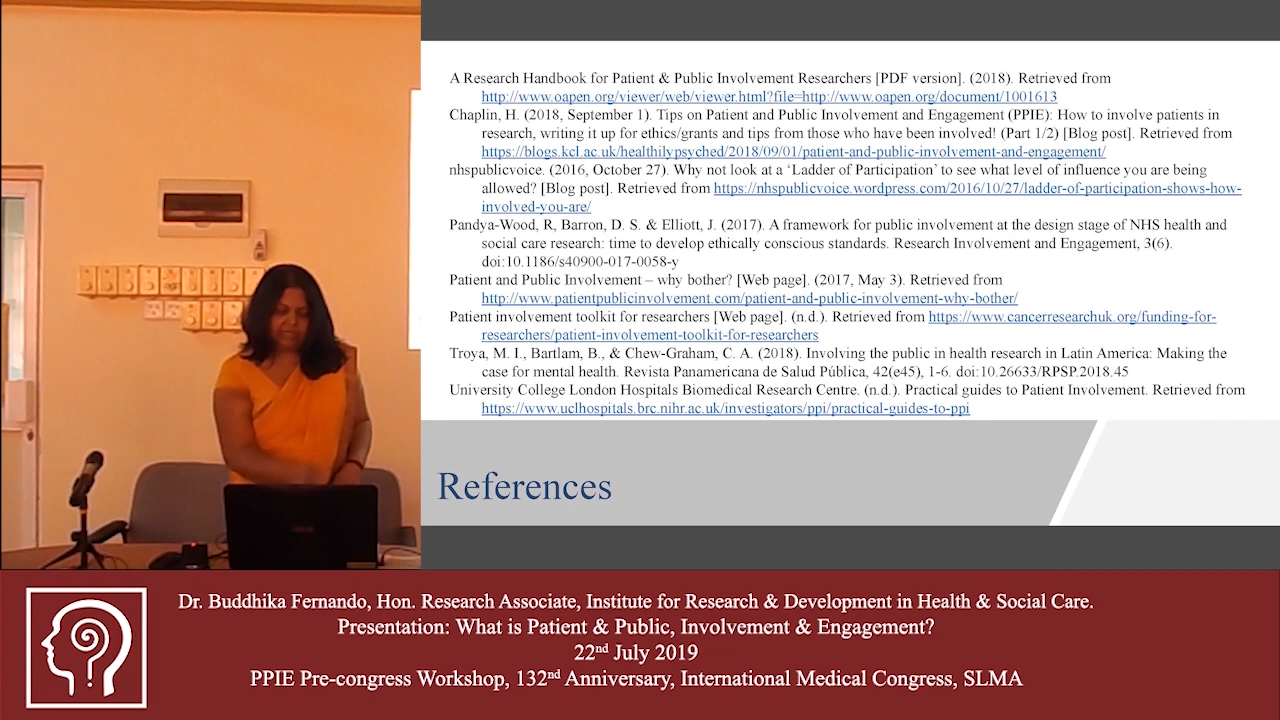 A Research Handbook for Patient & Public Involvement Researchers [PDF version]. (2018). Retrieved from
http://www.oapen.org/viewer/web/viewer.html?file=http://www.oapen.org/document/1001613
Chaplin, H. (2018, September 1). Tips on Patient and Public Involvement and Engagement (PPIE): How to involve patients in
research, writing it up for ethics/grants and tips from those who have been involved! (Part 1/2) [Blog post]. Retrieved from
https://blogs.kcl.ac.uk/healthilypsyched/2018/09/01/patient-and-public-involvement-and-engagement/
nhspublicvoice. (2016, October 27). Why not look at a ‘Ladder of Participation’ to see what level of influence you are being
allowed? [Blog post]. Retrieved from https://nhspublicvoice.wordpress.com/2016/10/27/ladder-of-participation-shows-how-
involved-you-are/
Pandya-Wood, R, Barron, D. S. & Elliott, J. (2017). A framework for public involvement at the design stage of NHS health and
social care research: time to develop ethically conscious standards. Research Involvement and Engagement, 3(6).
doi:10.1186/s40900-017-0058-y
Patient and Public Involvement – why bother? [Web page]. (2017, May 3). Retrieved from
http://www.patientpublicinvolvement.com/patient-and-public-involvement-why-bother/
Patient involvement toolkit for researchers [Web page]. (n.d.). Retrieved from https://www.cancerresearchuk.org/funding-for-
researchers/patient-involvement-toolkit-for-researchers
Troya, M. I., Bartlam, B., & Chew-Graham, C. A. (2018). Involving the public in health research in Latin America: Making the
case for mental health. Revista Panamericana de Salud Pública, 42(e45), 1-6. doi:10.26633/RPSP.2018.45
University College London Hospitals Biomedical Research Centre. (n.d.). Practical guides to Patient Involvement. Retrieved from
https://www.uclhospitals.brc.nihr.ac.uk/investigators/ppi/practical-guides-to-ppi
References
Dr. Buddhika Fernando, Hon. Research Associate, Institute for Research & Development in Health & Social Care.
Presentation: What is Patient & Public, Involvement & Engagement?
22nd July 2019
PPIE Pre-congress Workshop, 132nd Anniversary, International Medical Congress, SLMA